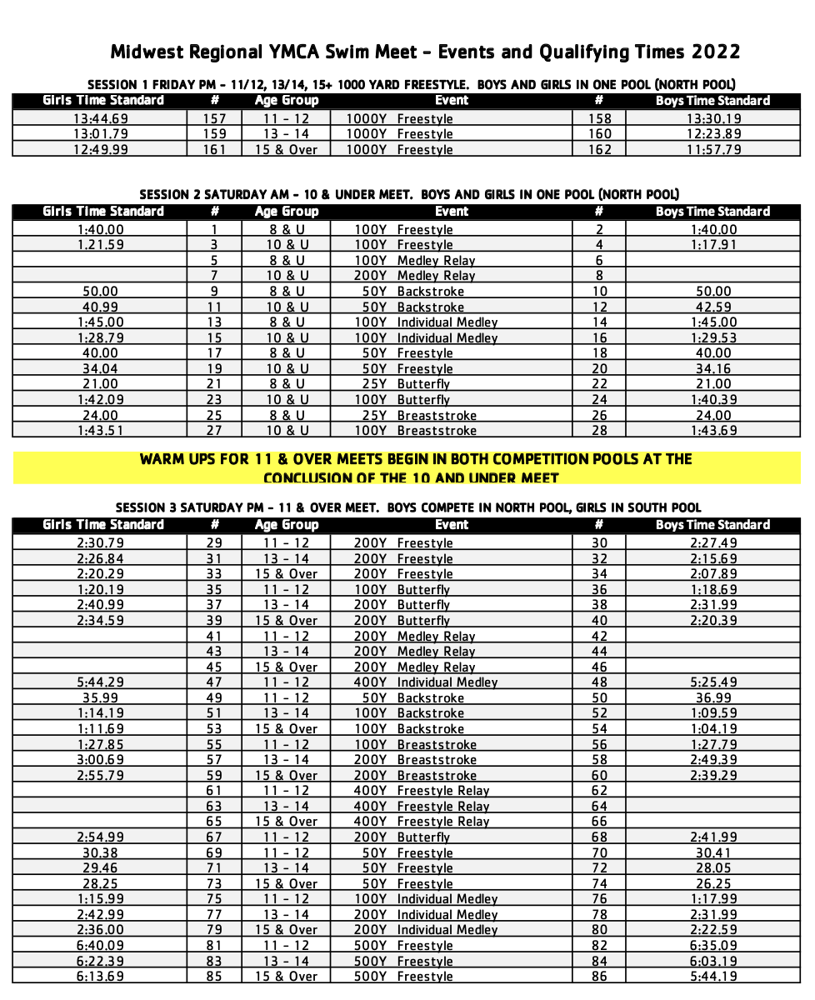 Midwest Regional YMCA Swim Meet - Events and Qualifying Times 2022
SESSION 1 FRIDAY PM - 11/12, 13/14, 15+ 1000 YARD FREESTYLE. BOYS AND GIRLS IN ONE POOL (NORTH POOL)
Girls Time Standard # Age Group Event # Boys Time Standard
13:44.69 157 11 - 12 1000Y Freestyle 158 13:30.19
13:01.79 159 13 - 14 1000Y Freestyle 160 12:23.89
12:49.99 161 15 & Over 1000Y Freestyle 162 11:57.79
SESSION 2 SATURDAY AM - 10 & UNDER MEET. BOYS AND GIRLS IN ONE POOL (NORTH POOL)
Girls Time Standard # Age Group Event # Boys Time Standard
1:40.00 1 8 & U 100Y Freestyle 2 1:40.00
1.21.59 3 10 & U 100Y Freestyle 4 1:17.91
5 8 & U 100Y Medley Relay 6
7 10 & U 200Y Medley Relay 8
50.00 9 8 & U 50Y Backstroke 10 50.00
40.99 11 10 & U 50Y Backstroke 12 42.59
1:45.00 13 8 & U 100Y Individual Medley 14 1:45.00
1:28.79 15 10 & U 100Y Individual Medley 16 1:29.53
40.00 17 8 & U 50Y Freestyle 18 40.00
34.04 19 10 & U 50Y Freestyle 20 34.16
21.00 21 8 & U 25Y Butterfly 22 21.00
1:42.09 23 10 & U 100Y Butterfly 24 1:40.39
24.00 25 8 & U 25Y Breaststroke 26 24.00
1:43.51 27 10 & U 100Y Breaststroke 28 1:43.69
WARM UPS FOR 11 & OVER MEETS BEGIN IN BOTH COMPETITION POOLS AT THE
CONCLUSION OF THE 10 AND UNDER MEET
SESSION 3 SATURDAY PM - 11 & OVER MEET. BOYS COMPETE IN NORTH POOL, GIRLS IN SOUTH POOL
Girls Time Standard # Age Group Event # Boys Time Standard
2:30.79 29 11 - 12 200Y Freestyle 30 2:27.49
2:26.84 31 13 - 14 200Y Freestyle 32 2:15.69
2:20.29 33 15 & Over 200Y Freestyle 34 2:07.89
1:20.19 35 11 - 12 100Y Butterfly 36 1:18.69
2:40.99 37 13 - 14 200Y Butterfly 38 2:31.99
2:34.59 39 15 & Over 200Y Butterfly 40 2:20.39
41 11 - 12 200Y Medley Relay 42
43 13 - 14 200Y Medley Relay 44
45 15 & Over 200Y Medley Relay 46
5:44.29 47 11 - 12 400Y Individual Medley 48 5:25.49
35.99 49 11 - 12 50Y Backstroke 50 36.99
1:14.19 51 13 - 14 100Y Backstroke 52 1:09.59
1:11.69 53 15 & Over 100Y Backstroke 54 1:04.19
1:27.85 55 11 - 12 100Y Breaststroke 56 1:27.79
3:00.69 57 13 - 14 200Y Breaststroke 58 2:49.39
2:55.79 59 15 & Over 200Y Breaststroke 60 2:39.29
61 11 - 12 400Y Freestyle Relay 62
63 13 - 14 400Y Freestyle Relay 64
65 15 & Over 400Y Freestyle Relay 66
2:54.99 67 11 - 12 200Y Butterfly 68 2:41.99
30.38 69 11 - 12 50Y Freestyle 70 30.41
29.46 71 13 - 14 50Y Freestyle 72 28.05
28.25 73 15 & Over 50Y Freestyle 74 26.25
1:15.99 75 11 - 12 100Y Individual Medley 76 1:17.99
2:42.99 77 13 - 14 200Y Individual Medley 78 2:31.99
2:36.00 79 15 & Over 200Y Individual Medley 80 2:22.59
6:40.09 81 11 - 12 500Y Freestyle 82 6:35.09
6:22.39 83 13 - 14 500Y Freestyle 84 6:03.19
6:13.69 85 15 & Over 500Y Freestyle 86 5:44.19